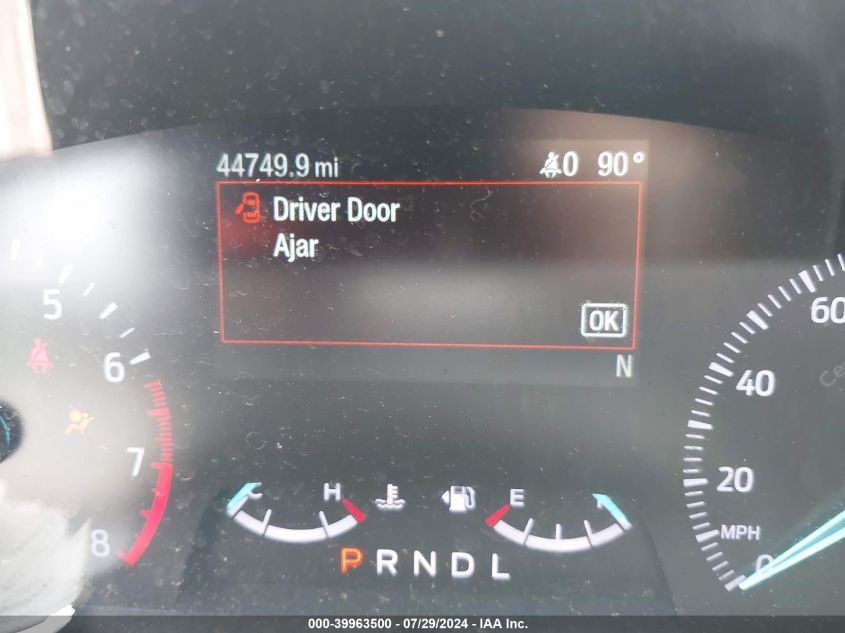 44749.9 mi 0 90°
Driver Door
Ajar
OK
N
5
6
7
8
60
40
20
MPH
0
C H E
P R N D L
000-39963500 / 07/29/2024 - IAA Inc.